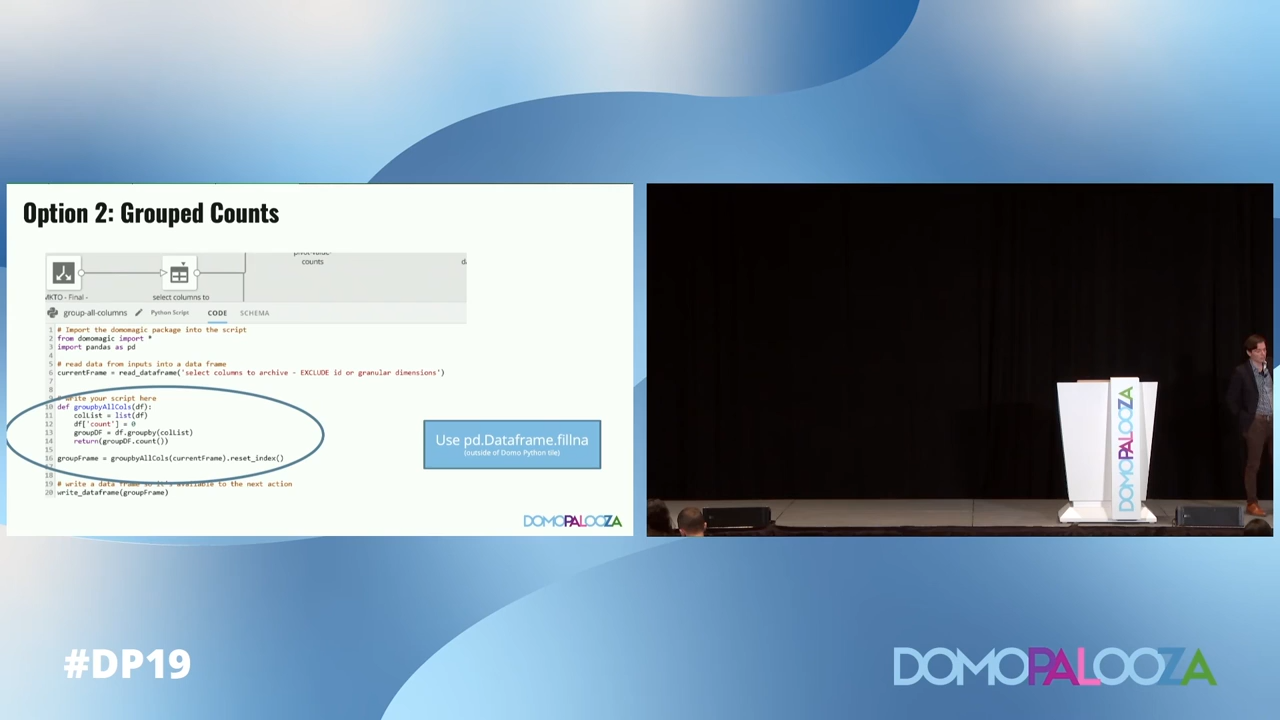 Option 2: Grouped Counts
counts
MKTO - Final -
select columns to
group-all-columns
Python Script
CODE
SCHEMA
1 # Import the domomagic package into the script
2 from domomagic import *
3 import pandas as pd
4
5 # read data from inputs into a data frame
6 currentFrame = read_dataframe('select columns to archive - EXCLUDE id or granular dimensions')
7
8
9 # write your script here
10 def groupbyAllCols(df):
11 colList = list(df)
12 df['count'] = 0
13 groupDF = df.groupby(colList)
14 return(groupDF.count())
15
16 groupFrame = groupbyAllCols(currentFrame).reset_index()
17
18
19 # write a data frame so it's available to the next action
20 write_dataframe(groupFrame)
Use pd.Dataframe.fillna
(outside of Domo Python tile)
DOMOPALOOZA
DOMOPALOOZA
#DP19
DOMOPALOOZA